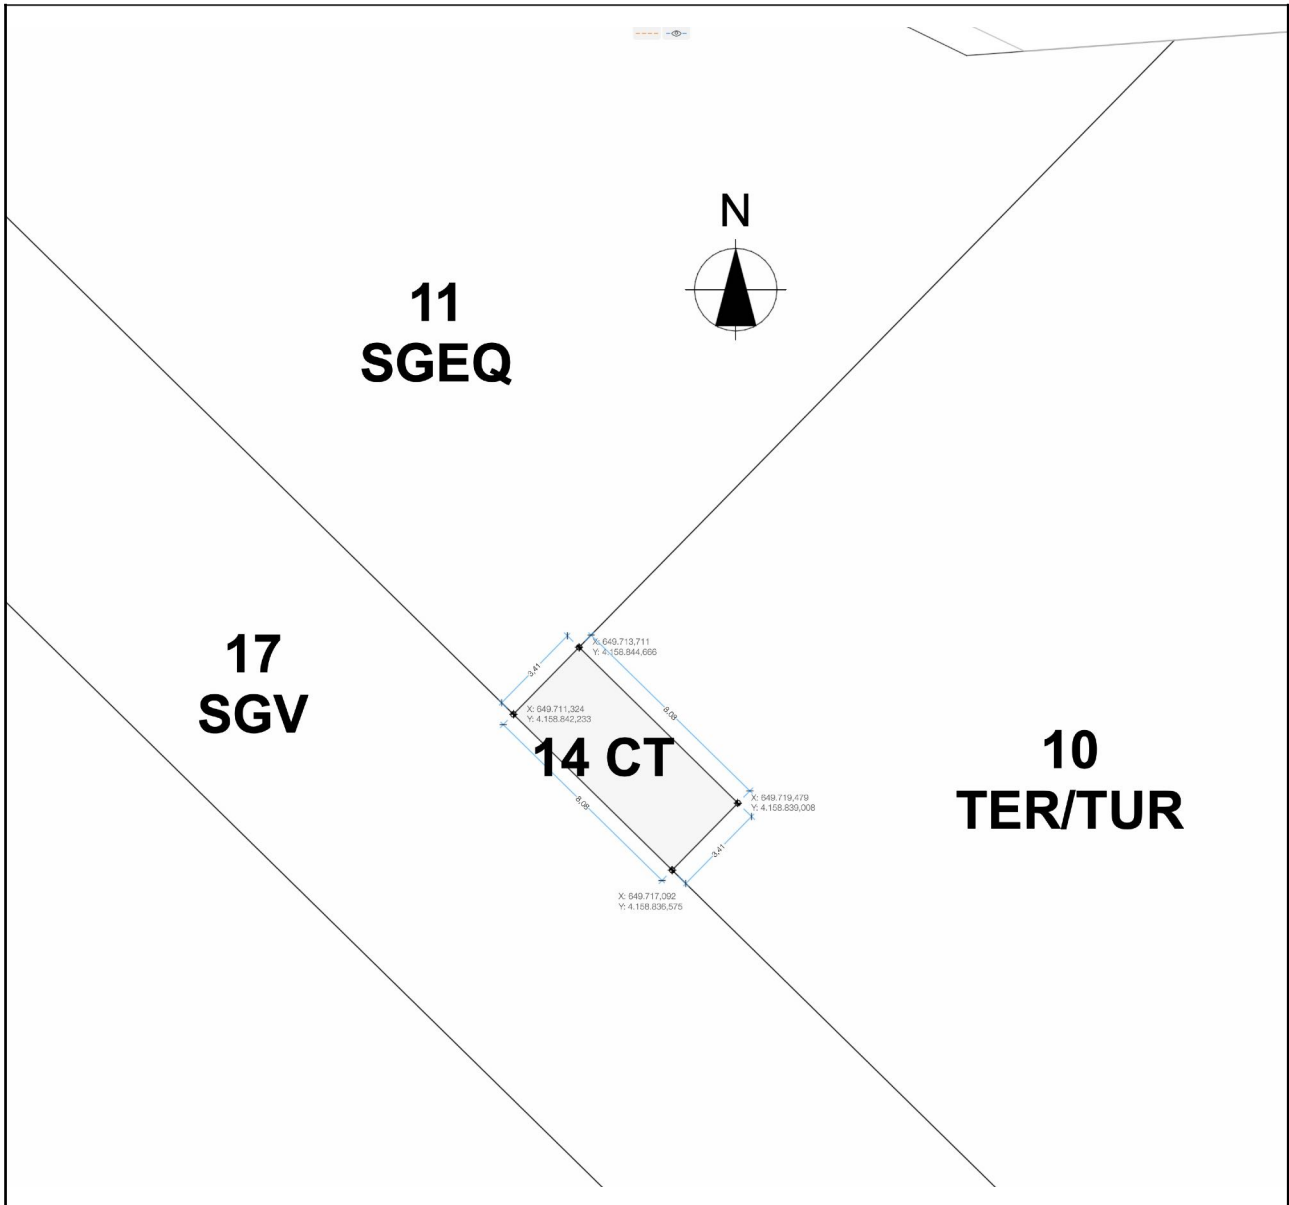 N
11
SGEQ
17
SGV
X: 649.713,711
Y: 4.158.844,666
3.41
X: 649.711,324
Y: 4.158.842,233
8.08
14 CT
10
TER/TUR
X: 649.719,479
Y: 4.158.839,008
8.08
3.41
X: 649.717,092
Y: 4.158.836,575